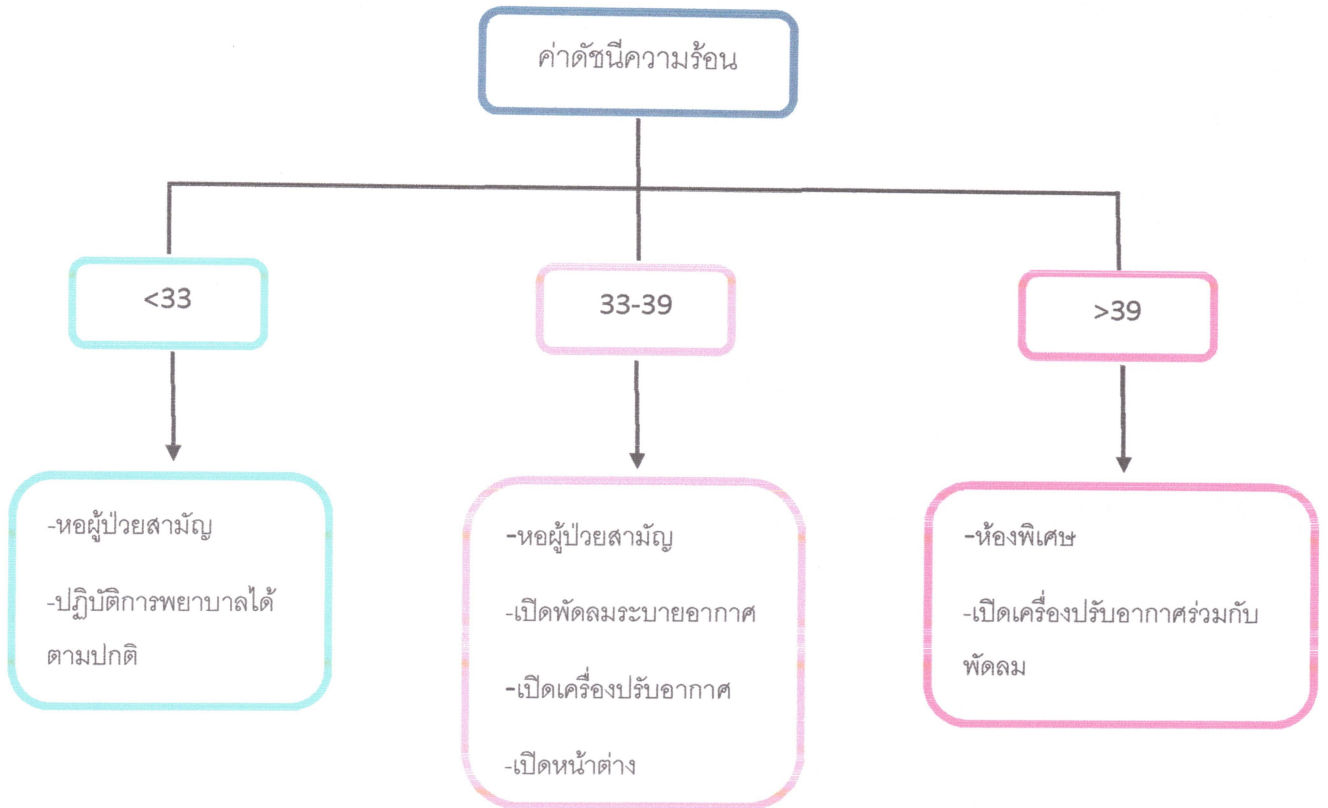 ค่าดัชนีความร้อน
<33
33-39
>39
-หอผู้ป่วยสามัญ
-ปฏิบัติการพยาบาลได้
ตามปกติ
-หอผู้ป่วยสามัญ
-เปิดพัดลมระบายอากาศ
-เปิดเครื่องปรับอากาศ
-เปิดหน้าต่าง
-ห้องพิเศษ
-เปิดเครื่องปรับอากาศร่วมกับ
พัดลม